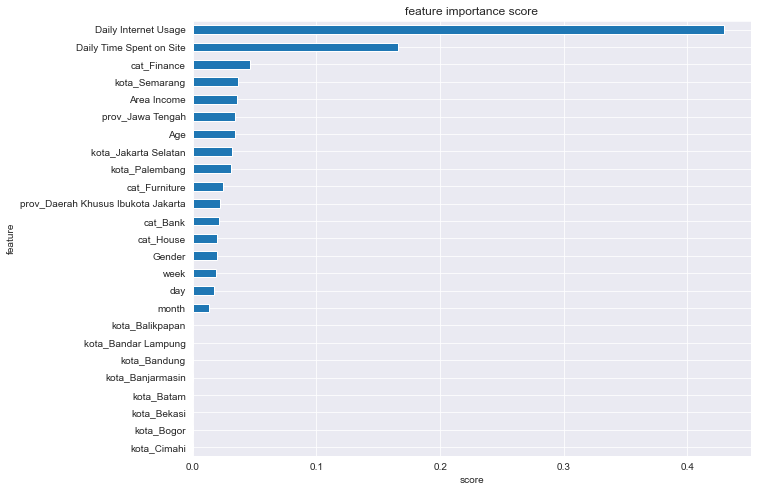 feature importance score
Daily Internet Usage
Daily Time Spent on Site
cat_Finance
kota_Semarang
Area Income
prov_Jawa Tengah
Age
kota_Jakarta Selatan
kota_Palembang
cat_Furniture
prov_Daerah Khusus Ibukota Jakarta
cat_Bank
cat_House
Gender
week
day
month
kota_Balikpapan
kota_Bandar Lampung
kota_Bandung
kota_Banjarmasin
kota_Batam
kota_Bekasi
kota_Bogor
kota_Cimahi
feature
0.0 0.1 0.2 0.3 0.4
score